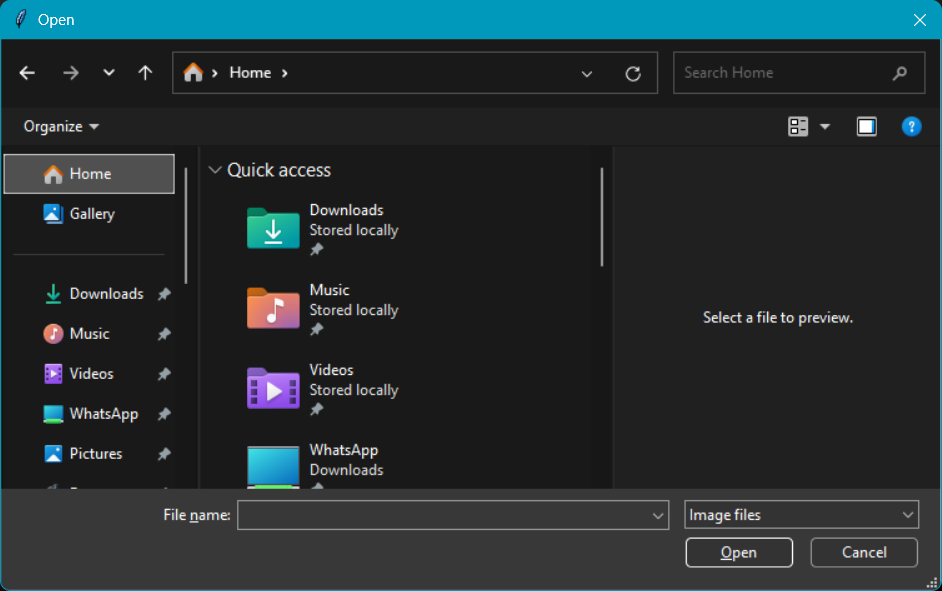 Open
Home
Search Home
Organize
Home
Gallery
Downloads
Music
Videos
WhatsApp
Pictures
Quick access
Downloads
Stored locally
Music
Stored locally
Videos
Stored locally
WhatsApp
Downloads
Select a file to preview.
File name:
Image files
Open
Cancel